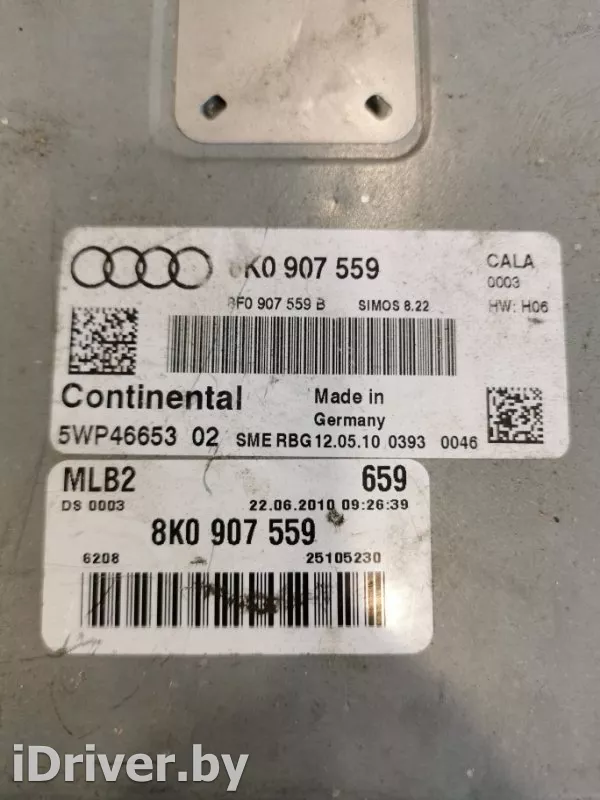 8K0 907 559
CALA
0003
8F0 907 559 B SIMOS 8.22
HW: H06
Continental
Made in
Germany
5WP46653 02 SME RBG 12.05.10 0393 0046
MLB2 659
DS 0003 22.06.2010 09:26:39
8K0 907 559
6208 25105230
iDriver.by